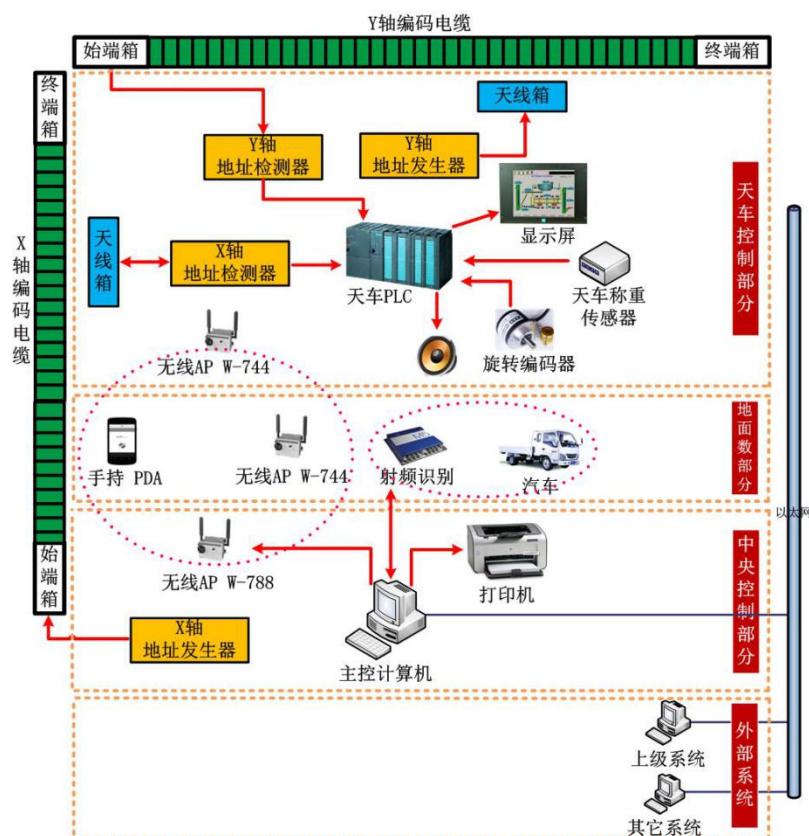 Y轴编码电缆
始端箱
终端箱
终端箱
X轴编码电缆
始端箱
天线箱
Y轴
地址检测器
Y轴
地址发生器
显示屏
天车控制部分
天线箱
X轴
地址检测器
天车PLC
天车称重
传感器
旋转编码器
无线AP W-744
手持 PDA
无线AP W-744
射频识别
汽车
地面数部分
以太网
无线AP W-788
打印机
中央控制部分
X轴
地址发生器
主控计算机
上级系统
外部系统
其它系统